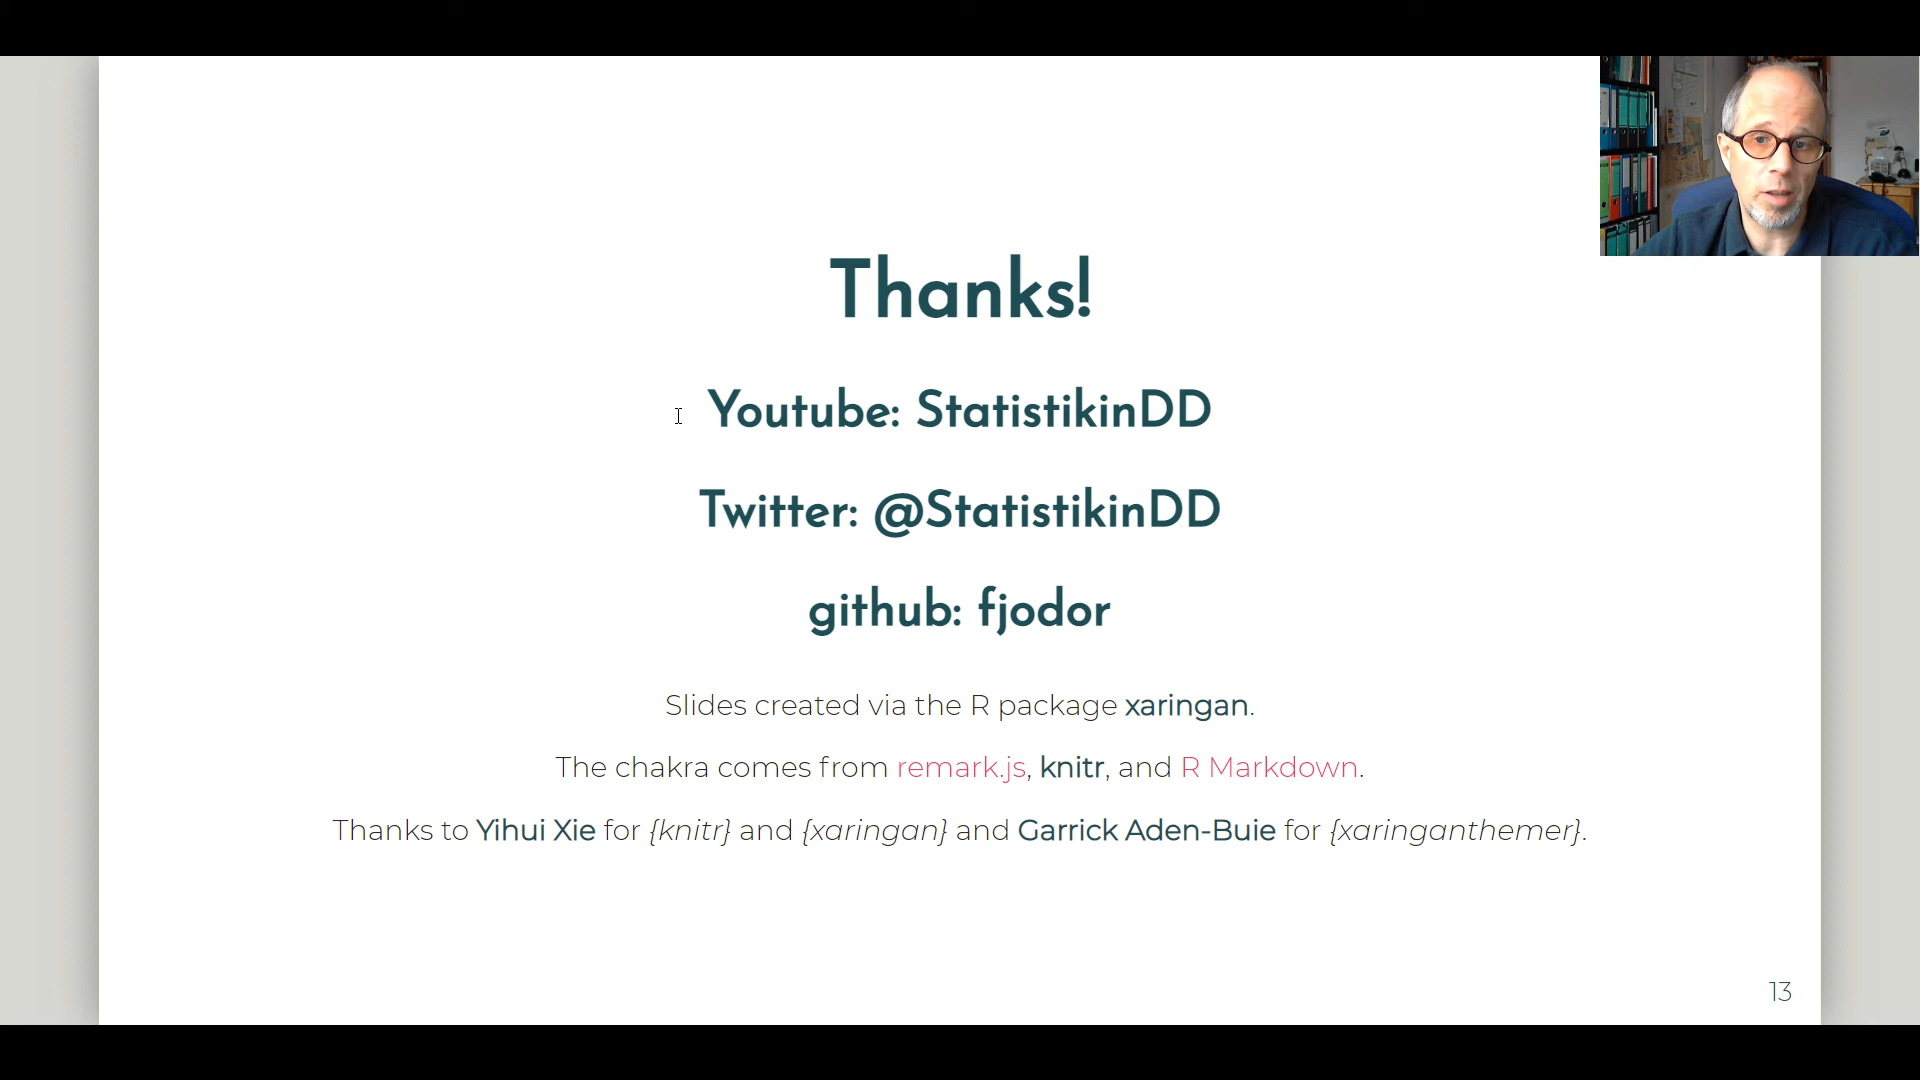 Thanks!
Youtube: StatistikinDD
Twitter: @StatistikinDD
github: fjodor
Slides created via the R package xaringan.
The chakra comes from remark.js, knitr, and R Markdown.
Thanks to Yihui Xie for {knitr} and {xaringan} and Garrick Aden-Buie for {xaringanthemer}.
13